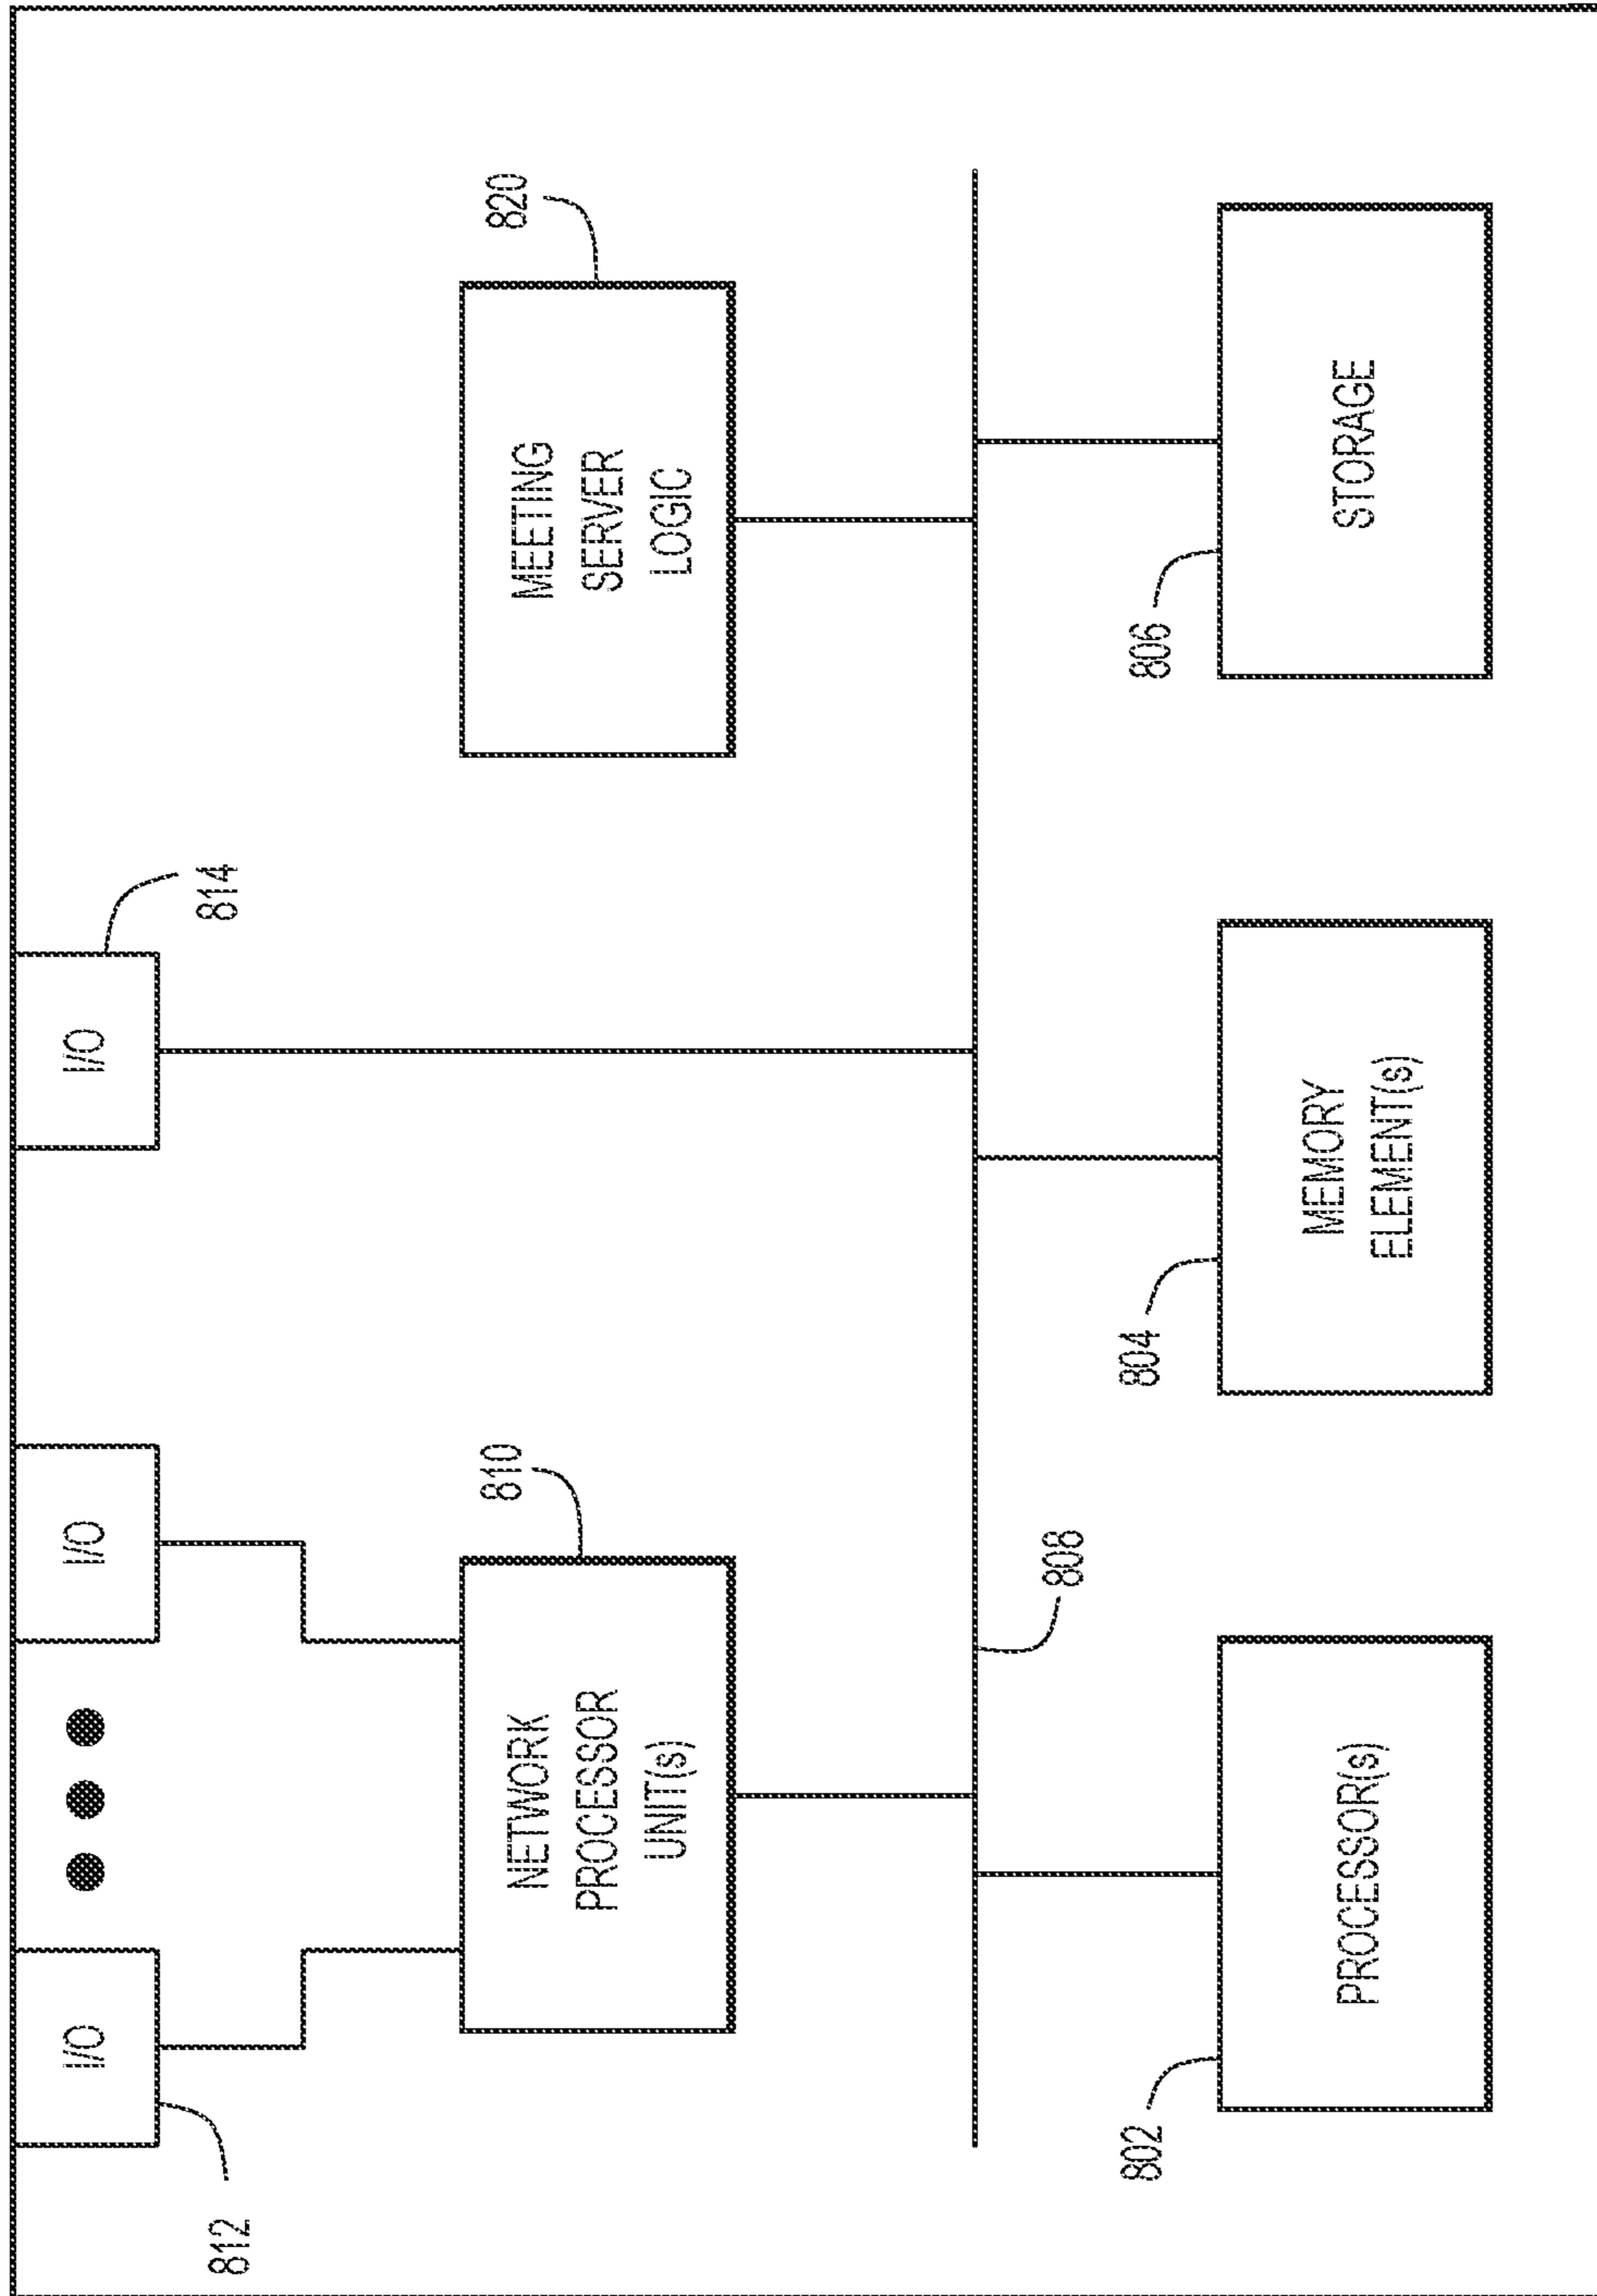 812
I/O
I/O
I/O
814
NETWORK
PROCESSOR
UNIT(s)
810
MEETING
SERVER
LOGIC
820
808
802
PROCESSOR(s)
804
MEMORY
ELEMENT(s)
806
STORAGE